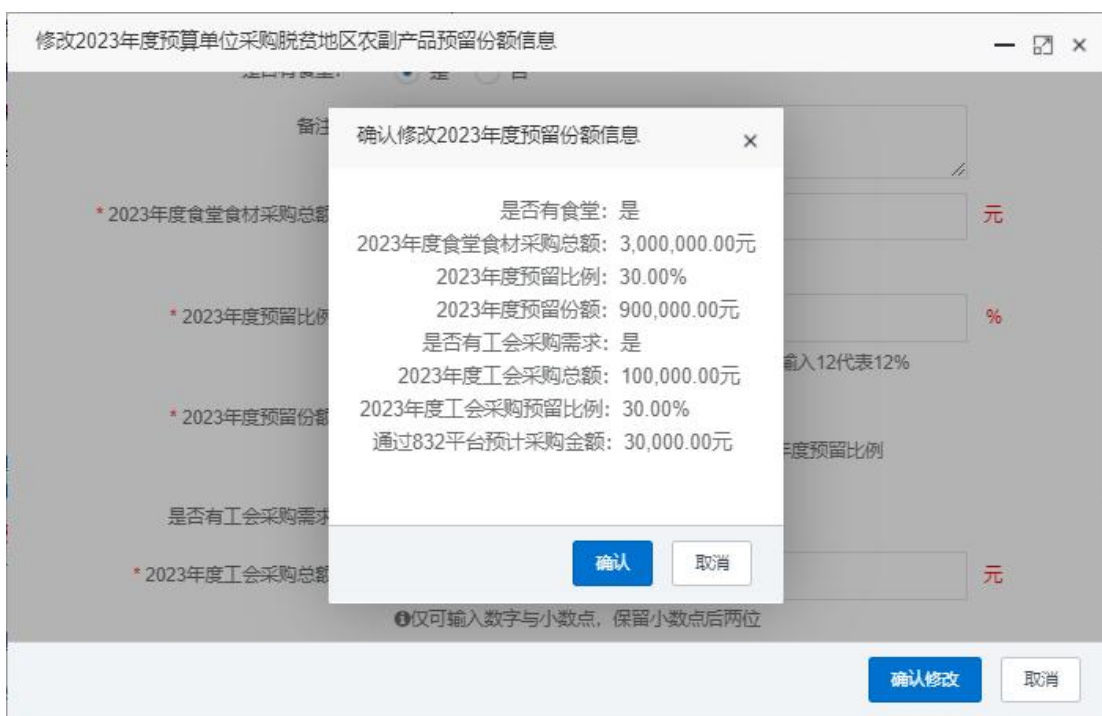 修改2023年度预算单位采购脱贫地区农副产品预留份额信息
是 否
备注
确认修改2023年度预留份额信息
是否有食堂：是
* 2023年度食堂食材采购总额
元
2023年度食堂食材采购总额：3,000,000.00元
2023年度预留比例：30.00%
2023年度预留份额：900,000.00元
* 2023年度预留比例
%
是否有工会采购需求：是
输入12代表12%
2023年度工会采购总额：100,000.00元
2023年度工会采购预留比例：30.00%
* 2023年度预留份额
通过832平台预计采购金额：30,000.00元
年度预留比例
是否有工会采购需求
确认 取消
* 2023年度工会采购总额
元
仅可输入数字与小数点，保留小数点后两位
确认修改 取消